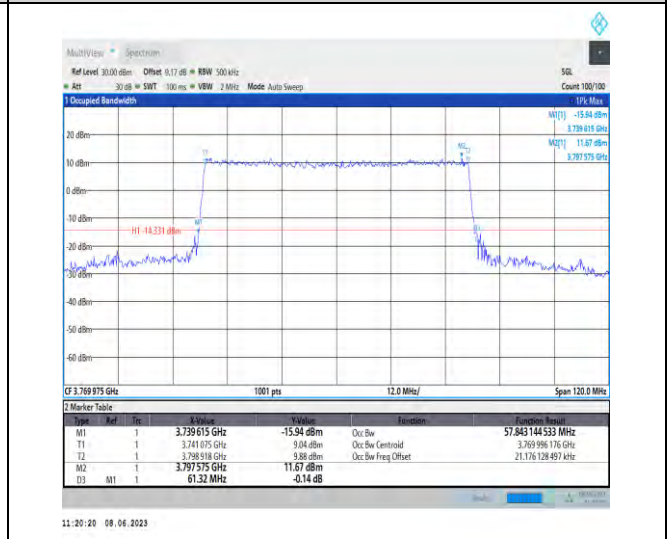 MultiView Spectrum
Ref Level 30.00 dBm Offset 9.17 dB RBW 500 kHz SGL
Att 30 dB SWT 100 ms VBW 2 MHz Mode Auto Sweep Count 100/100
1 Occupied Bandwidth 1Pk Max
M1[1] -15.94 dBm
3.739 615 GHz
M2[1] 11.67 dBm
3.797 575 GHz
20 dBm
M2
T1
T2
10 dBm
0 dBm
-10 dBm
M1
H1 -14.331 dBm
-20 dBm
-30 dBm
-40 dBm
-50 dBm
-60 dBm
CF 3.769 975 GHz 1001 pts 12.0 MHz/ Span 120.0 MHz
2 Marker Table
Type Ref Trc X-Value Y-Value Function Function Result
M1 1 3.739 615 GHz -15.94 dBm Occ Bw 57.843 144 533 MHz
T1 1 3.741 075 GHz 9.04 dBm Occ Bw Centroid 3.769 996 176 GHz
T2 1 3.798 918 GHz 9.88 dBm Occ Bw Freq Offset 21.176 128 497 kHz
M2 1 3.797 575 GHz 11.67 dBm
D3 M1 1 61.32 MHz -0.14 dB
11:20:20 08.06.2023